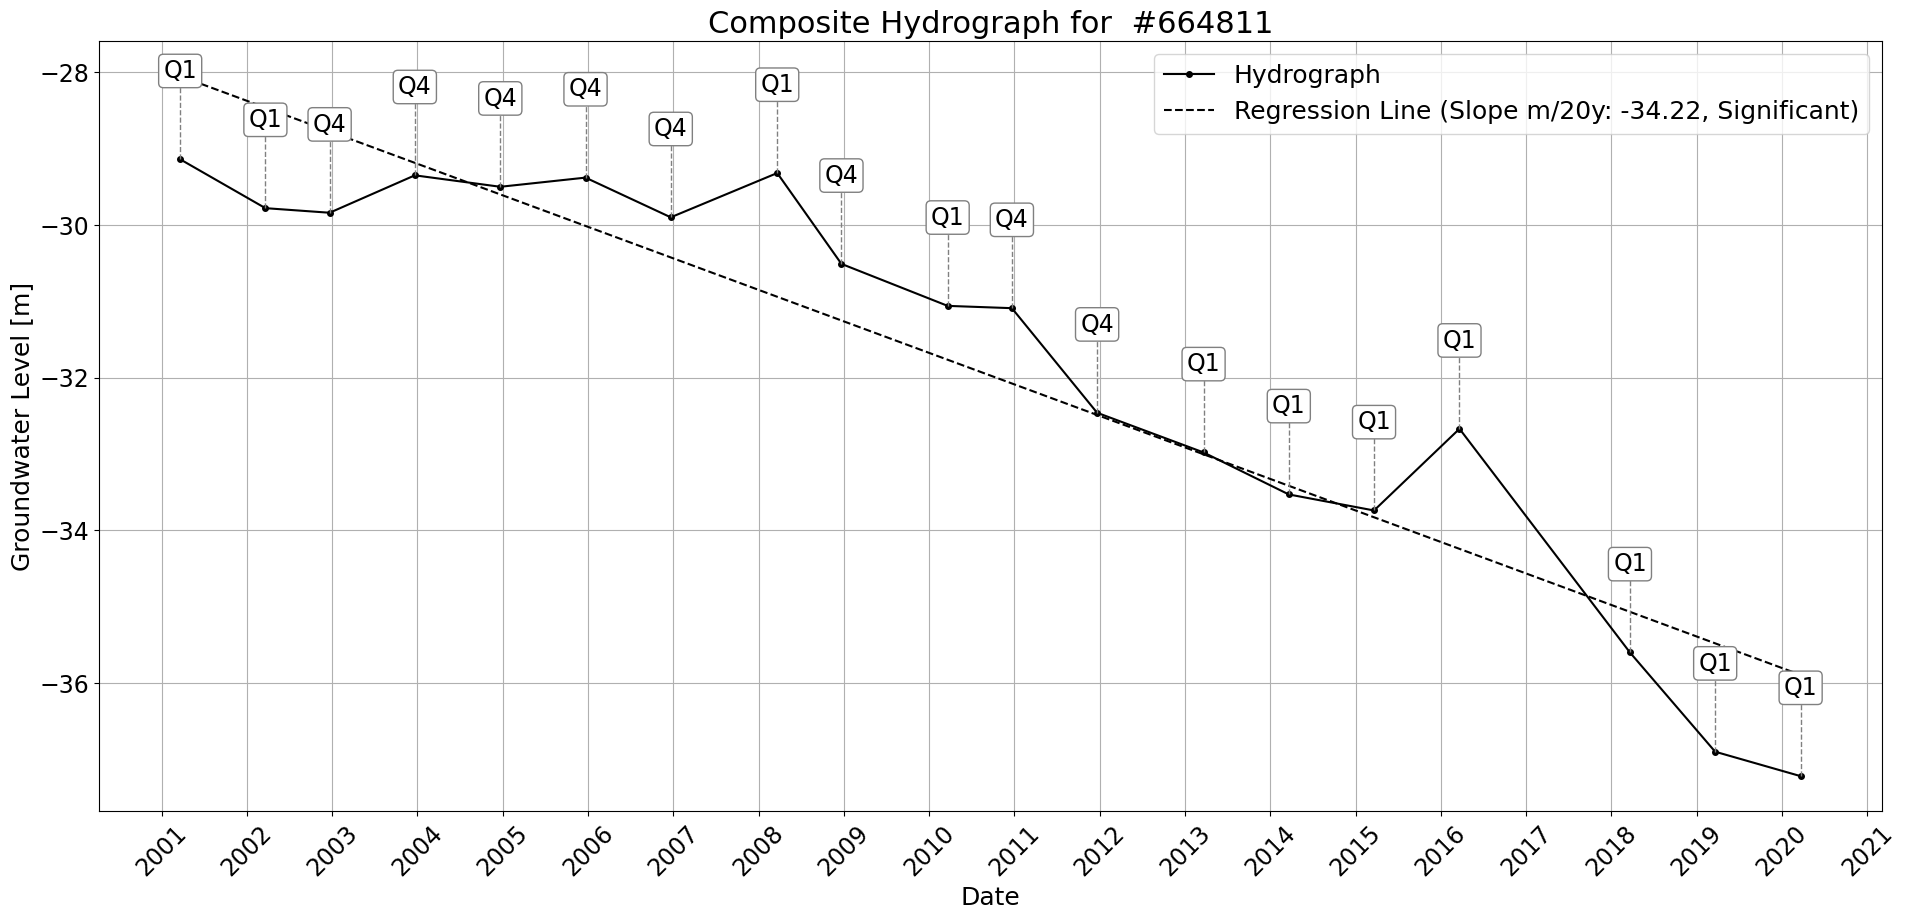 Composite Hydrograph for  #664811
Hydrograph
Regression Line (Slope m/20y: -34.22, Significant)
Groundwater Level [m]
−28
−30
−32
−34
−36
Q1
Q1
Q4
Q4
Q4
Q4
Q4
Q1
Q4
Q1
Q4
Q4
Q1
Q1
Q1
Q1
Q1
Q1
Q1
2001
2002
2003
2004
2005
2006
2007
2008
2009
2010
2011
2012
2013
2014
2015
2016
2017
2018
2019
2020
2021
Date